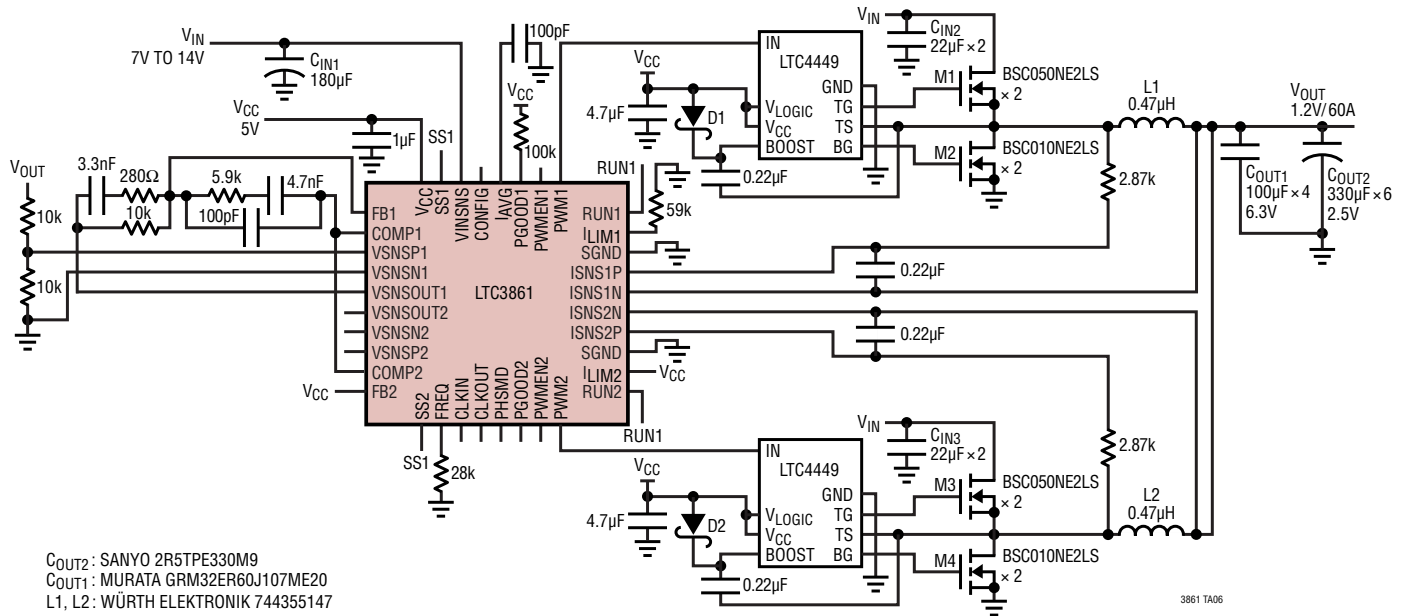 VIN
7V TO 14V
CIN1
180µF
VCC
5V
1µF
SS1
100pF
VCC
100k
VOUT
10k
10k
3.3nF
280Ω
10k
5.9k
4.7nF
100pF
VCC
SS1
VINSNS
CONFIG
IAVG
PGOOD1
PWMEN1
PWM1
FB1
COMP1
VSNSP1
VSNSN1
VSNSOUT1
VSNSOUT2
VSNSN2
VSNSP2
COMP2
FB2
VCC
LTC3861
RUN1
ILIM1
SGND
ISNS1P
ISNS1N
ISNS2N
ISNS2P
SGND
ILIM2
RUN2
SS2
FREQ
CLKIN
CLKOUT
PHSMD
PGOOD2
PWMEN2
PWM2
RUN1
59k
VCC
RUN1
SS1
28k
VCC
4.7µF
D1
0.22µF
IN
LTC4449
GND
VLOGIC
TG
VCC
TS
BOOST
BG
VIN
CIN2
22µF × 2
M1
BSC050NE2LS
× 2
M2
BSC010NE2LS
× 2
L1
0.47µH
VOUT
1.2V/60A
2.87k
COUT1
100µF × 4
6.3V
COUT2
330µF × 6
2.5V
0.22µF
0.22µF
2.87k
VCC
4.7µF
D2
0.22µF
IN
LTC4449
GND
VLOGIC
TG
VCC
TS
BOOST
BG
VIN
CIN3
22µF × 2
M3
BSC050NE2LS
× 2
M4
BSC010NE2LS
× 2
L2
0.47µH
COUT2: SANYO 2R5TPE330M9
COUT1: MURATA GRM32ER60J107ME20
L1, L2: WÜRTH ELEKTRONIK 744355147
3861 TA06